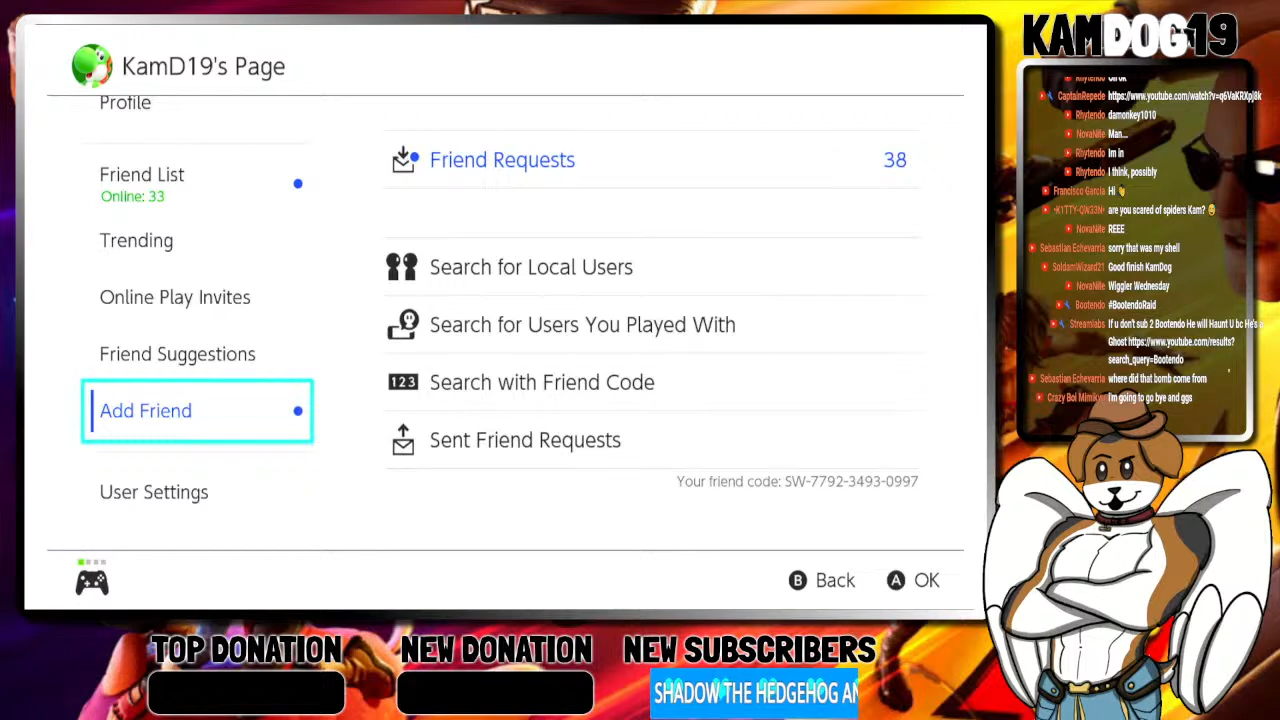 KAMDOG19
KamD19's Page
Profile
Friend List
Online: 33
Trending
Online Play Invites
Friend Suggestions
Add Friend
User Settings
Friend Requests 38
Search for Local Users
Search for Users You Played With
123 Search with Friend Code
Sent Friend Requests
Your friend code: SW-7792-3493-0997
B Back A OK
Rhytendo
CaptainRepede https://www.youtube.com/watch?v=q6VaKRXpj8k
Rhytendo damonkey1010
NovaNite Man...
Rhytendo Im in
Rhytendo I think, possibly
Francisco Garcia Hi 👋
are you scared of spiders Kam?
NovaNite REEE
Sebastian Echevarria sorry that was my shell
SoldamWizard21 Good finish KamDog
NovaNite Wiggler Wednesday
Bootendo #BootendoRaid
Streamlabs If u don't sub 2 Bootendo He will Haunt U bc He's a
Ghost https://www.youtube.com/results?
search_query=Bootendo
Sebastian Echevarria where did that bomb come from
Crazy Boi Mimikyu i'm going to go bye and ggs
TOP DONATION NEW DONATION NEW SUBSCRIBERS
SHADOW THE HEDGEHOG AN